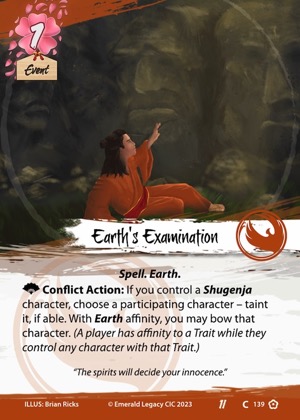 1
Event
Earth's Examination
Spell. Earth.
Conflict Action: If you control a Shugenja
character, choose a participating character – taint
it, if able. With Earth affinity, you may bow that
character. (A player has affinity to a Trait while they
control any character with that Trait.)
"The spirits will decide your innocence."
ILLUS: Brian Ricks © Emerald Legacy CIC 2023 C 139